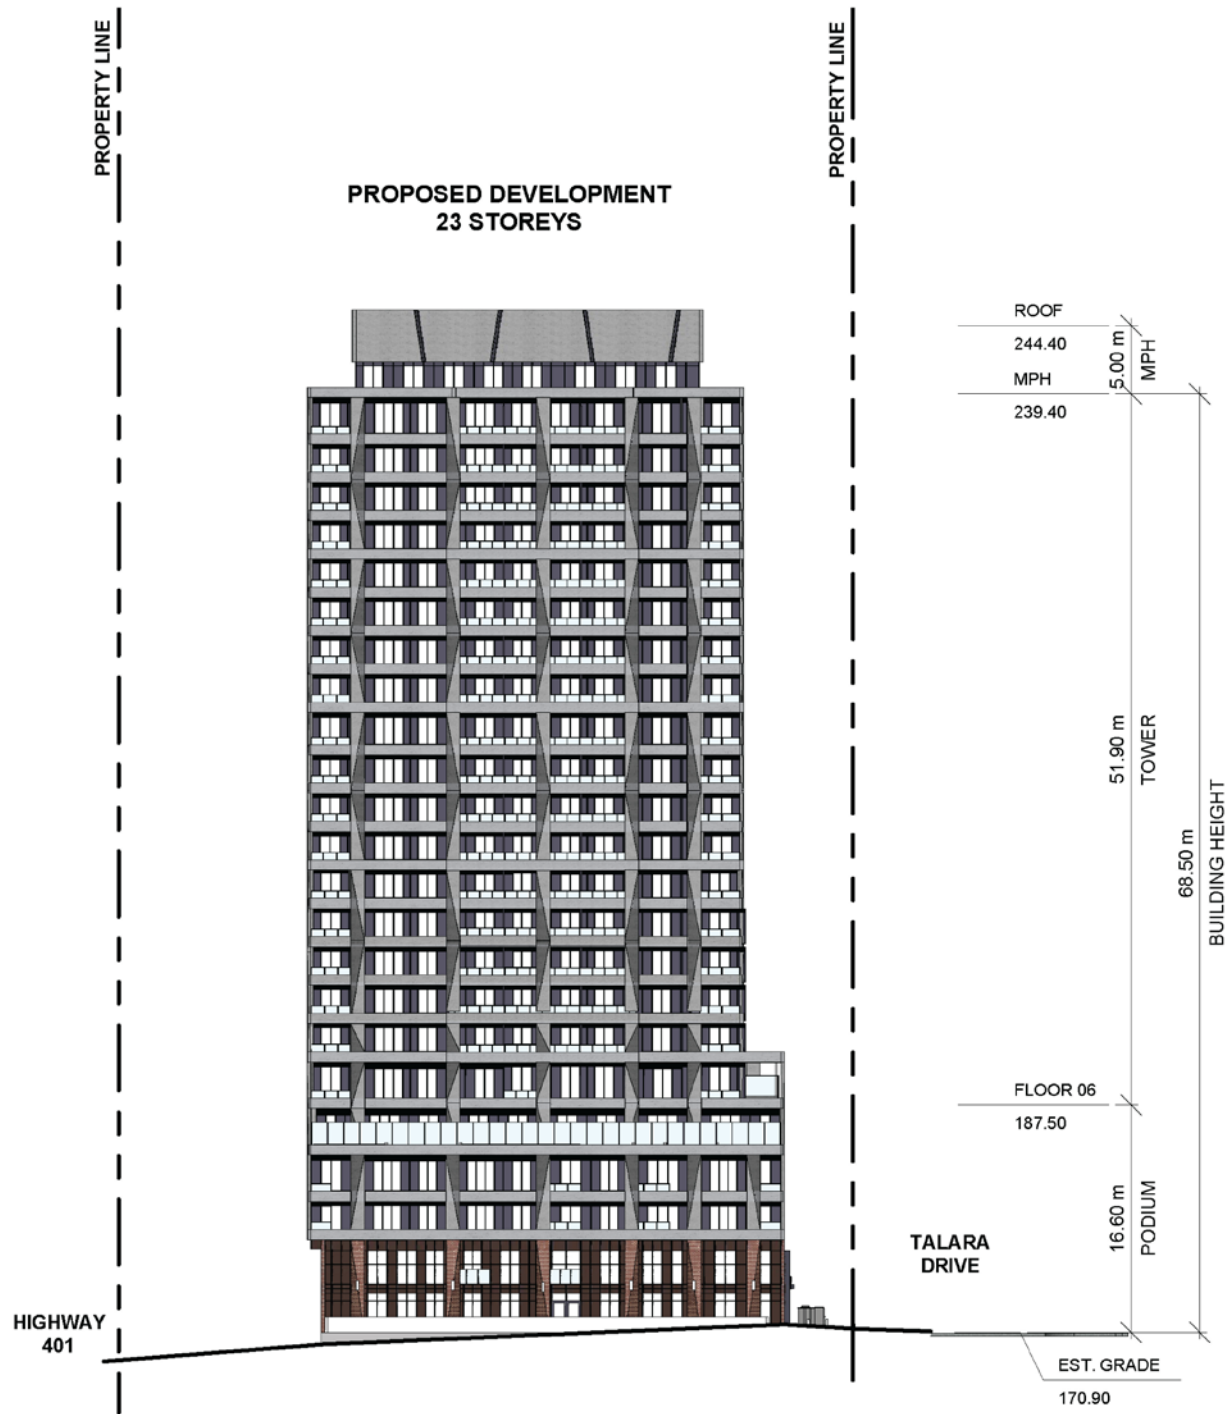 PROPERTY LINE
PROPERTY LINE
PROPOSED DEVELOPMENT
23 STOREYS
ROOF
244.40
MPH
239.40
5.00 m
MPH
51.90 m
TOWER
68.50 m
BUILDING HEIGHT
FLOOR 06
187.50
16.60 m
PODIUM
TALARA
DRIVE
HIGHWAY
401
EST. GRADE
170.90